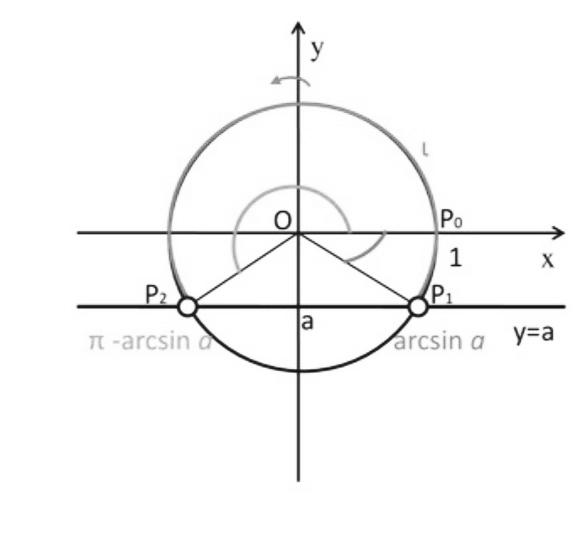 y
ι
O
P₀
1
x
P₂
P₁
a
π -arcsin a
arcsin a
y=a